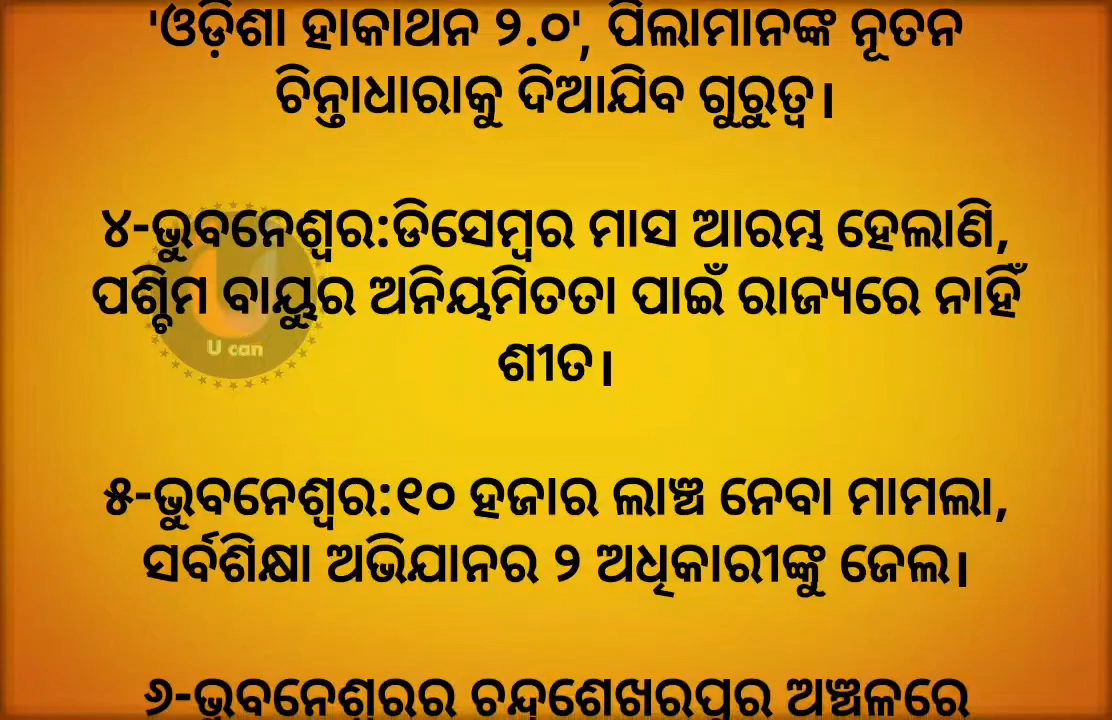 'ଓଡ଼ିଶା ହାକାଥନ ୨.୦', ପିଲାମାନଙ୍କ ନୂତନ
ଚିନ୍ତାଧାରାକୁ ଦିଆଯିବ ଗୁରୁତ୍ୱ।
୪-ଭୁବନେଶ୍ୱର:ଡିସେମ୍ବର ମାସ ଆରମ୍ଭ ହେଲାଣି,
ପଶ୍ଚିମ ବାୟୁର ଅନିୟମିତତା ପାଇଁ ରାଜ୍ୟରେ ନାହିଁ
ଶୀତ।
U can
୫-ଭୁବନେଶ୍ୱର:୧୦ ହଜାର ଲାଞ୍ଚ ନେବା ମାମଲା,
ସର୍ବଶିକ୍ଷା ଅଭିଯାନର ୨ ଅଧିକାରୀଙ୍କୁ ଜେଲ।
୬-ଭୁବନେଶ୍ୱରର ଚନ୍ଦ୍ରଶେଖରପୁର ଅଞ୍ଚଳରେ